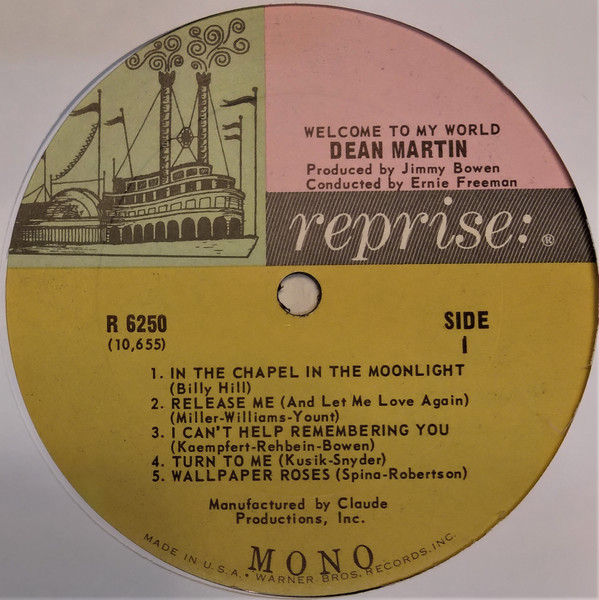 WELCOME TO MY WORLD
DEAN MARTIN
Produced by Jimmy Bowen
Conducted by Ernie Freeman
reprise:®
R 6250
(10,655)
SIDE
1
1. IN THE CHAPEL IN THE MOONLIGHT
(Billy Hill)
2. RELEASE ME (And Let Me Love Again)
(Miller-Williams-Yount)
3. I CAN'T HELP REMEMBERING YOU
(Kaempfert-Rehbein-Bowen)
4. TURN TO ME (Kusik-Snyder)
5. WALLPAPER ROSES (Spina-Robertson)
Manufactured by Claude
Productions, Inc.
MONO
MADE IN U.S.A. • WARNER BROS. RECORDS, INC.